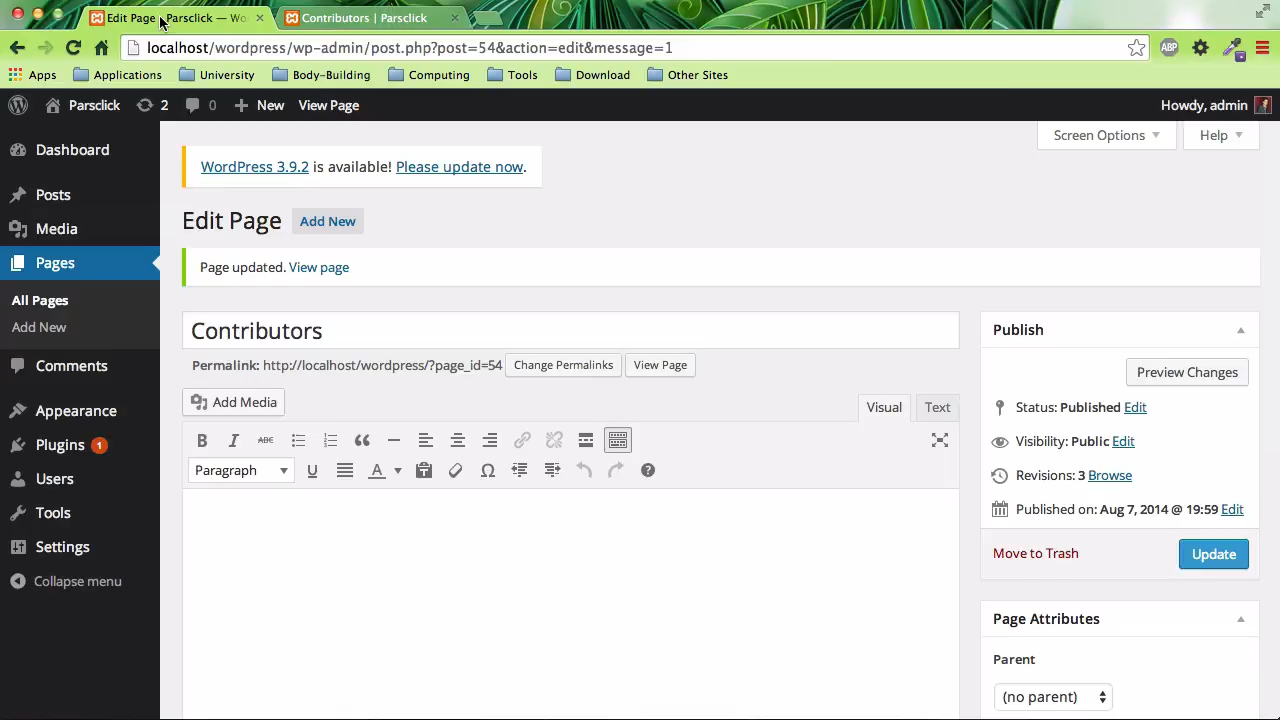 Edit Page ‹ Parsclick — Wo
Contributors | Parsclick
localhost/wordpress/wp-admin/post.php?post=54&action=edit&message=1
ABP
Apps Applications University Body-Building Computing Tools Download Other Sites
Parsclick 2 0 New View Page Howdy, admin
Screen Options Help
Dashboard
Posts
Media
Pages
All Pages
Add New
Comments
Appearance
Plugins 1
Users
Tools
Settings
Collapse menu
WordPress 3.9.2 is available! Please update now.
Edit Page Add New
Page updated. View page
Contributors
Permalink: http://localhost/wordpress/?page_id=54 Change Permalinks View Page
Add Media
Visual Text
B I ABC
Paragraph U A Ω ?
Publish
Preview Changes
Status: Published Edit
Visibility: Public Edit
Revisions: 3 Browse
Published on: Aug 7, 2014 @ 19:59 Edit
Move to Trash Update
Page Attributes
Parent
(no parent)